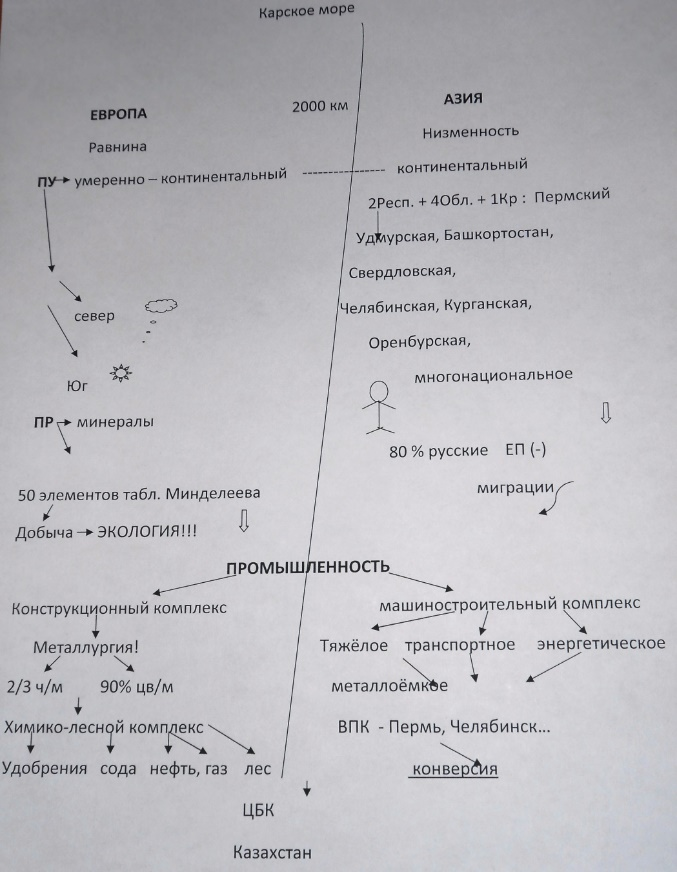 Карское море
ЕВРОПА 2000 км АЗИЯ
Равнина Низменность
ПУ умеренно – континентальный континентальный
2Респ. + 4Обл. + 1Кр : Пермский
Удмурская, Башкортостан,
Свердловская,
север Челябинская, Курганская,
Оренбурская,
Юг многонациональное
ПР минералы
80 % русские ЕП (-)
50 элементов табл. Минделеева миграции
Добыча ЭКОЛОГИЯ!!!
ПРОМЫШЛЕННОСТЬ
Конструкционный комплекс машиностроительный комплекс
Металлургия! Тяжёлое транспортное энергетическое
2/3 ч/м 90% цв/м металлоёмкое
Химико-лесной комплекс ВПК - Пермь, Челябинск...
Удобрения сода нефть, газ лес конверсия
ЦБК
Казахстан